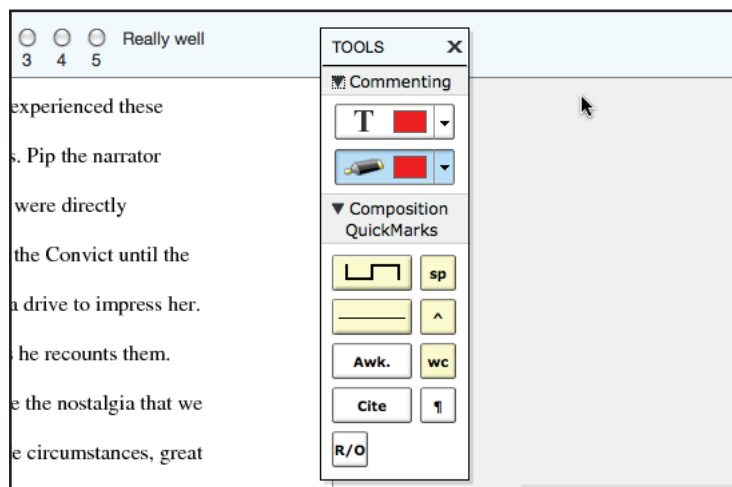 Really well
3 4 5
experienced these
s. Pip the narrator
were directly
the Convict until the
a drive to impress her.
he recounts them.
e the nostalgia that we
e circumstances, great
TOOLS X
Commenting
T
Composition
QuickMarks
sp
^
Awk. wc
Cite ¶
R/O